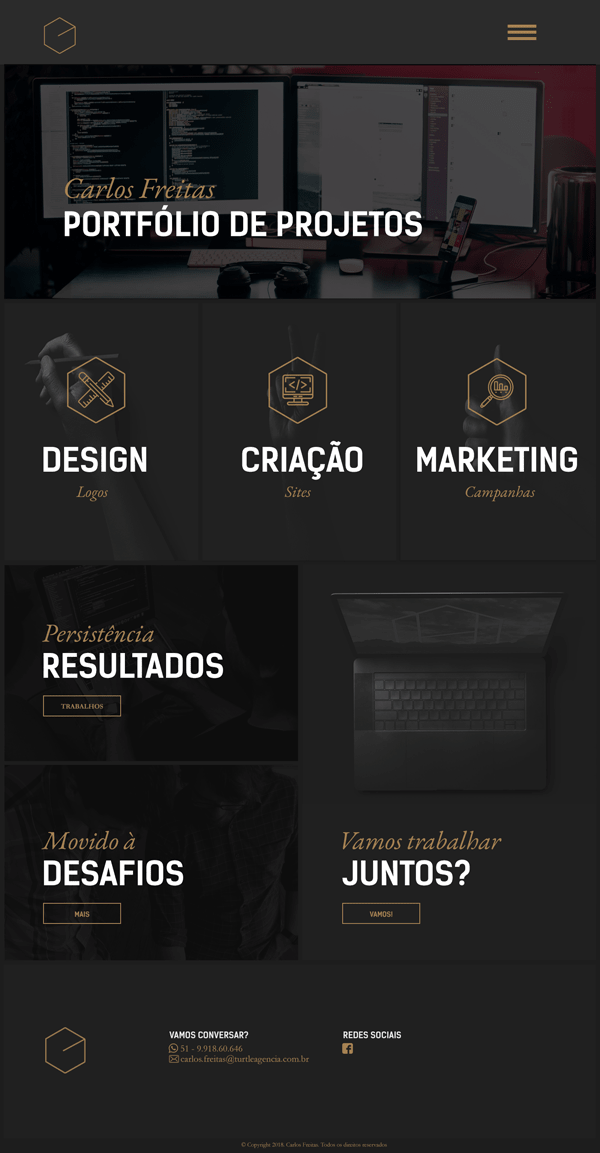 Carlos Freitas
PORTFÓLIO DE PROJETOS
DESIGN
Logos
CRIAÇÃO
Sites
MARKETING
Campanhas
Persistência
RESULTADOS
TRABALHOS
Movido à
DESAFIOS
MAIS
Vamos trabalhar
JUNTOS?
VAMOS!
VAMOS CONVERSAR?
51 - 9.918.60.646
carlos.freitas@turtleagencia.com.br
REDES SOCIAIS
© Copyright 2018. Carlos Freitas. Todos os direitos reservados